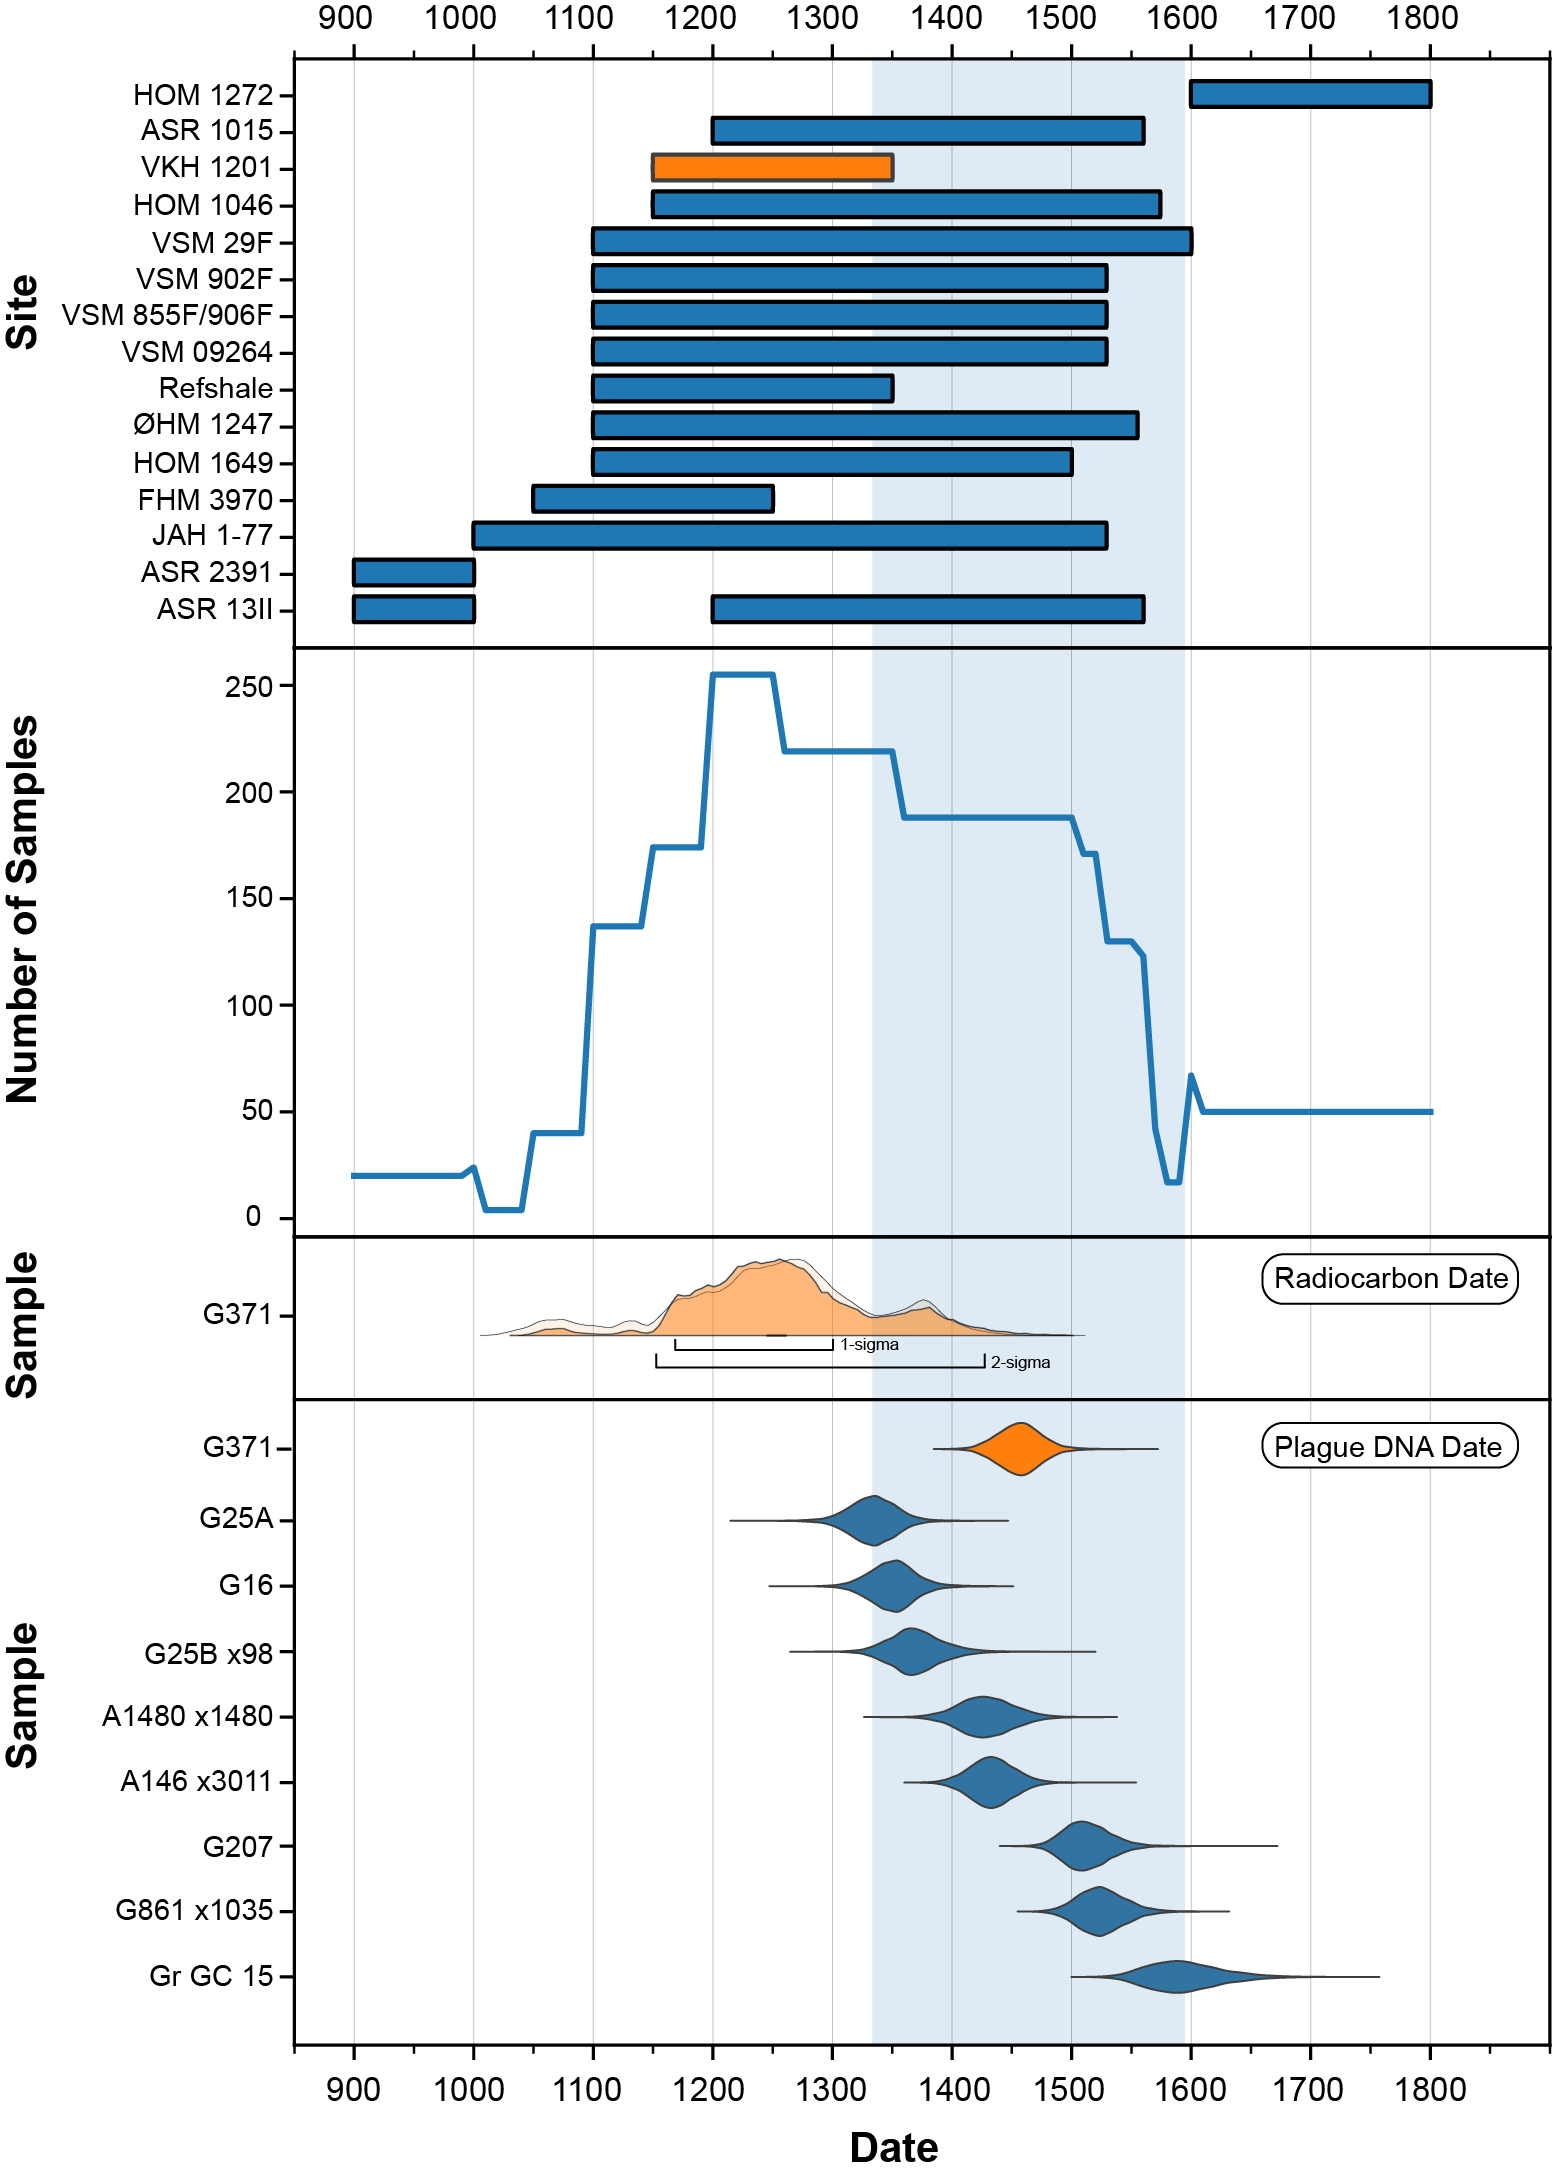 900 1000 1100 1200 1300 1400 1500 1600 1700 1800
Site
HOM 1272
ASR 1015
VKH 1201
HOM 1046
VSM 29F
VSM 902F
VSM 855F/906F
VSM 09264
Refshale
ØHM 1247
HOM 1649
FHM 3970
JAH 1-77
ASR 2391
ASR 13II
Number of Samples
250
200
150
100
50
0
Sample
G371
Radiocarbon Date
1-sigma
2-sigma
Sample
Plague DNA Date
G371
G25A
G16
G25B x98
A1480 x1480
A146 x3011
G207
G861 x1035
Gr GC 15
900 1000 1100 1200 1300 1400 1500 1600 1700 1800
Date